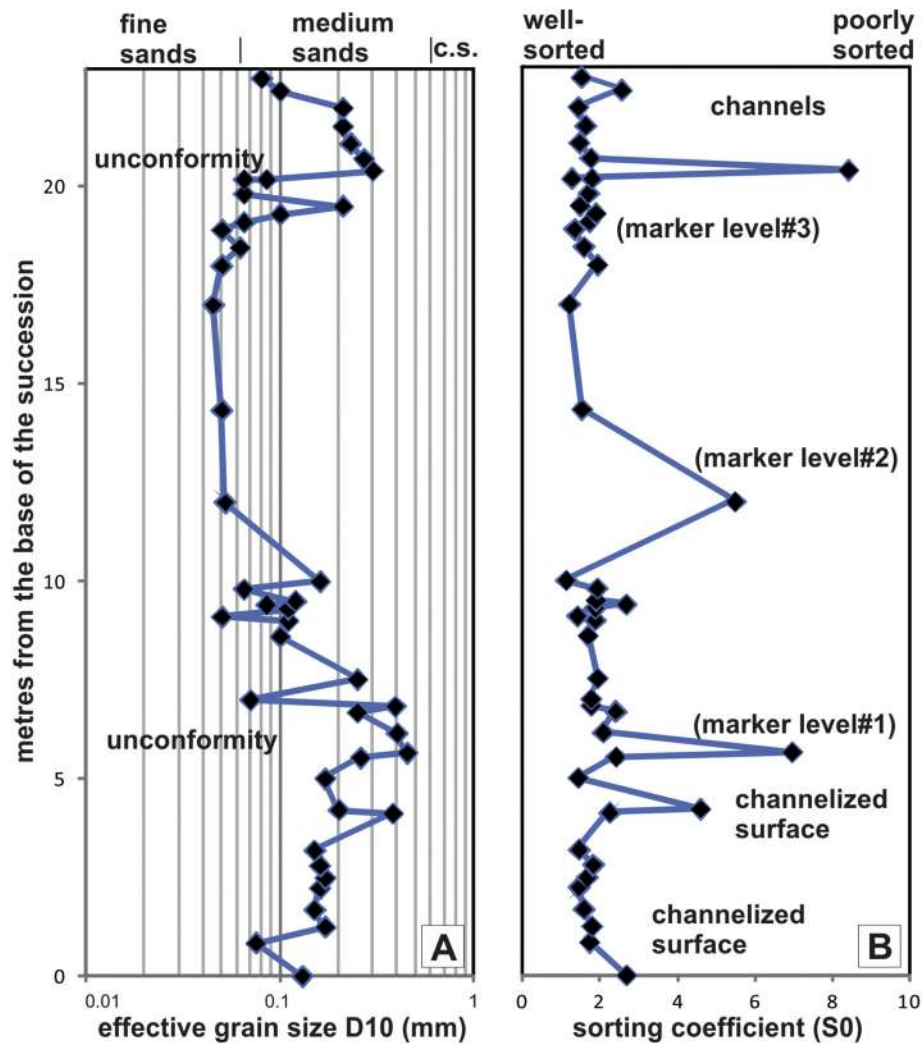 fine
sands
medium
sands
c.s.
unconformity
unconformity
A
metres from the base of the succession
20
15
10
5
0
0.01
0.1
1
effective grain size D10 (mm)
well-
sorted
poorly
sorted
channels
(marker level#3)
(marker level#2)
(marker level#1)
channelized
surface
channelized
surface
B
0
2
4
6
8
10
sorting coefficient (S0)